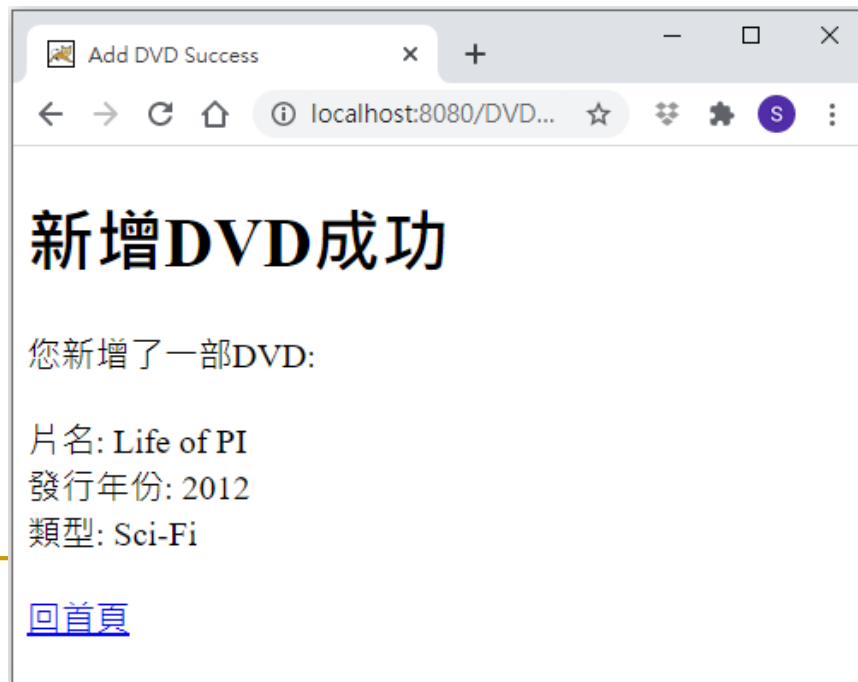 Add DVD Success
localhost:8080/DVD...
S
新增DVD成功
您新增了一部DVD:
片名: Life of PI
發行年份: 2012
類型: Sci-Fi
回首頁